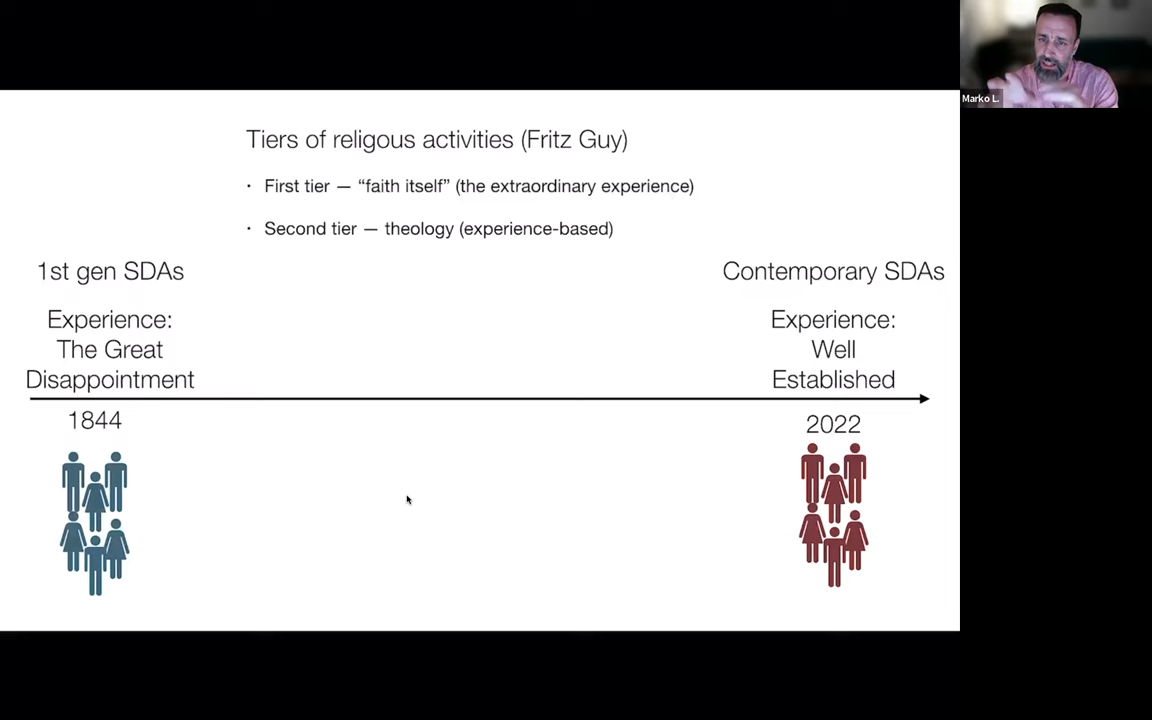 Marko L.
Tiers of religous activities (Fritz Guy)
· First tier — “faith itself” (the extraordinary experience)
· Second tier — theology (experience-based)
1st gen SDAs
Experience:
The Great
Disappointment
1844
Contemporary SDAs
Experience:
Well
Established
2022